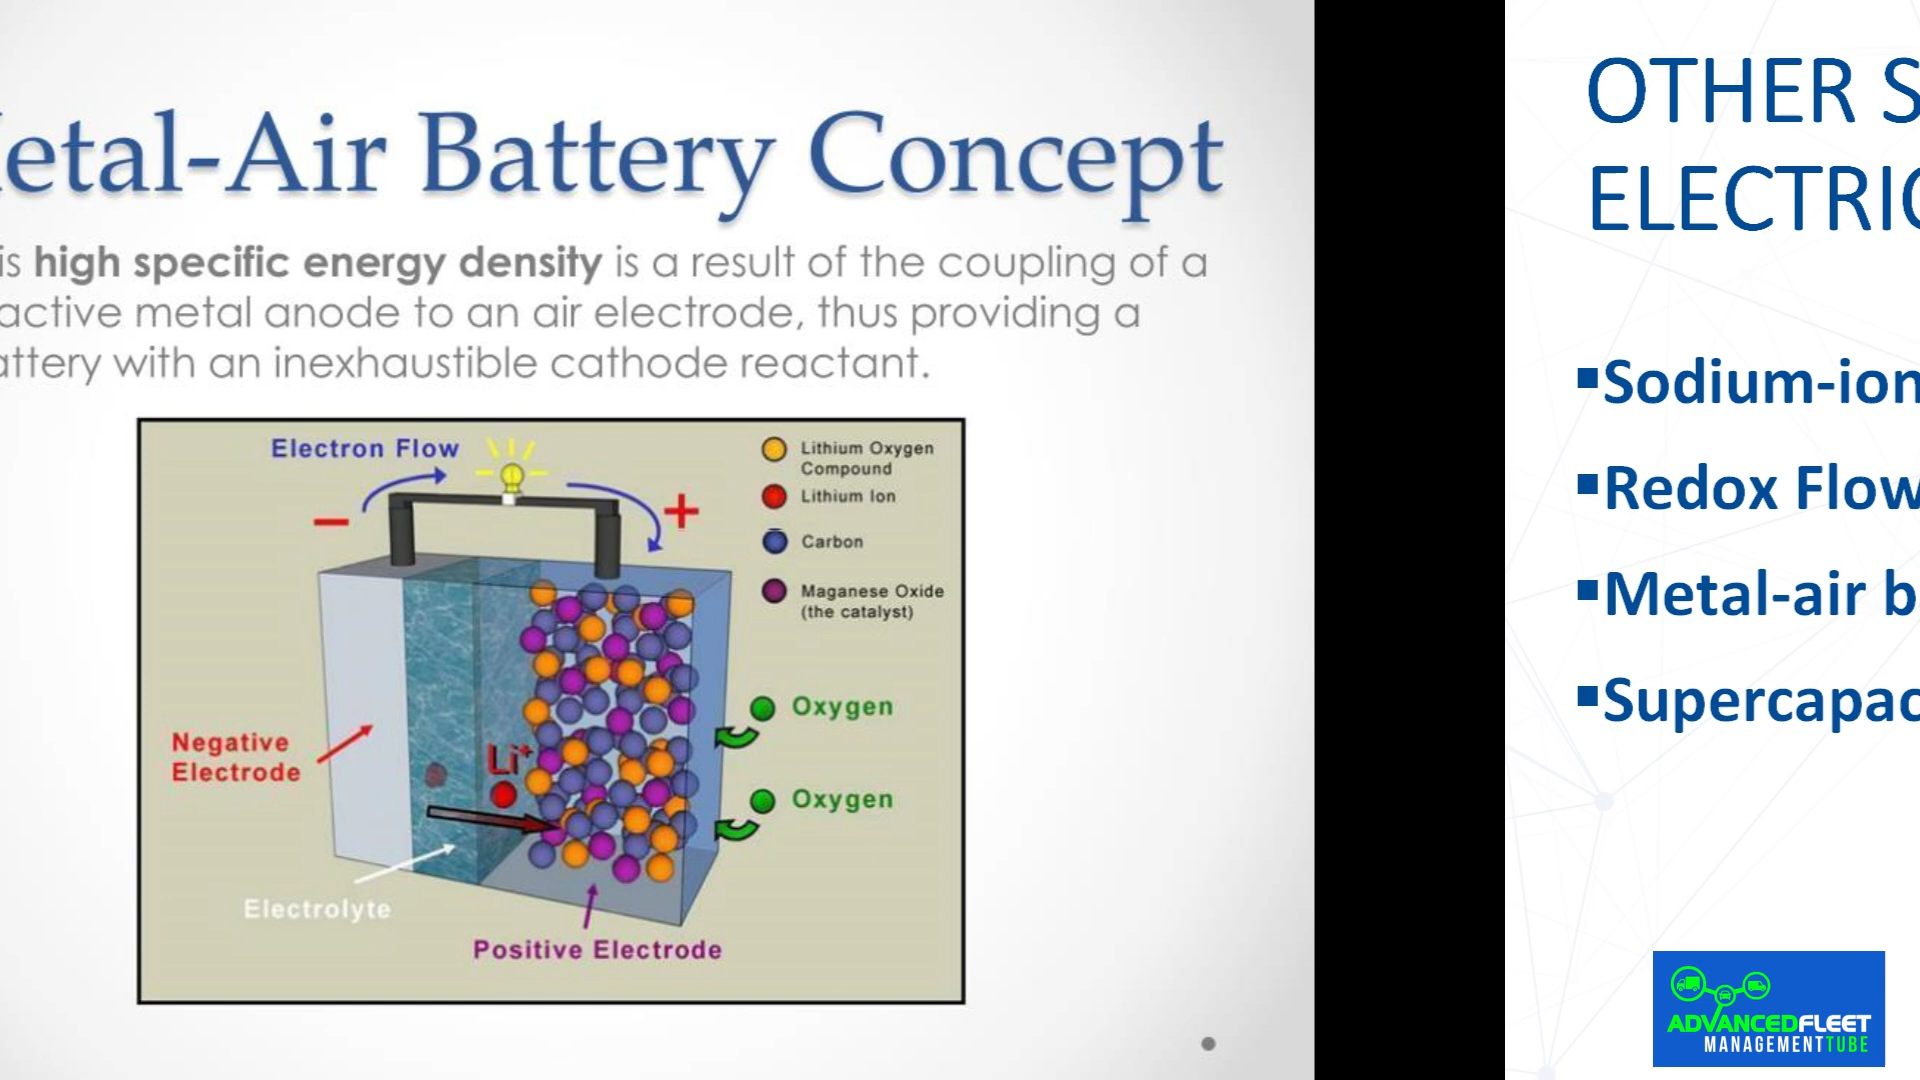 etal-Air Battery Concept
is high specific energy density is a result of the coupling of a
active metal anode to an air electrode, thus providing a
attery with an inexhaustible cathode reactant.
Electron Flow
−
+
Lithium Oxygen
Compound
Lithium Ion
Carbon
Maganese Oxide
(the catalyst)
Oxygen
Oxygen
Negative
Electrode
Li+
Electrolyte
Positive Electrode
OTHER S
ELECTRIC
▪Sodium-ion
▪Redox Flow
▪Metal-air b
▪Supercapac
ADVANCEDFLEET
MANAGEMENTTUBE